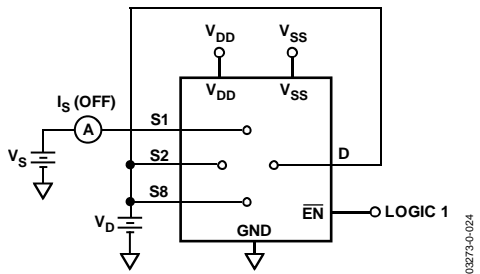 VDD
VSS
VDD
VSS
IS (OFF)
A
S1
VS
S2
D
S8
VD
EN
LOGIC 1
GND
03273-0-024